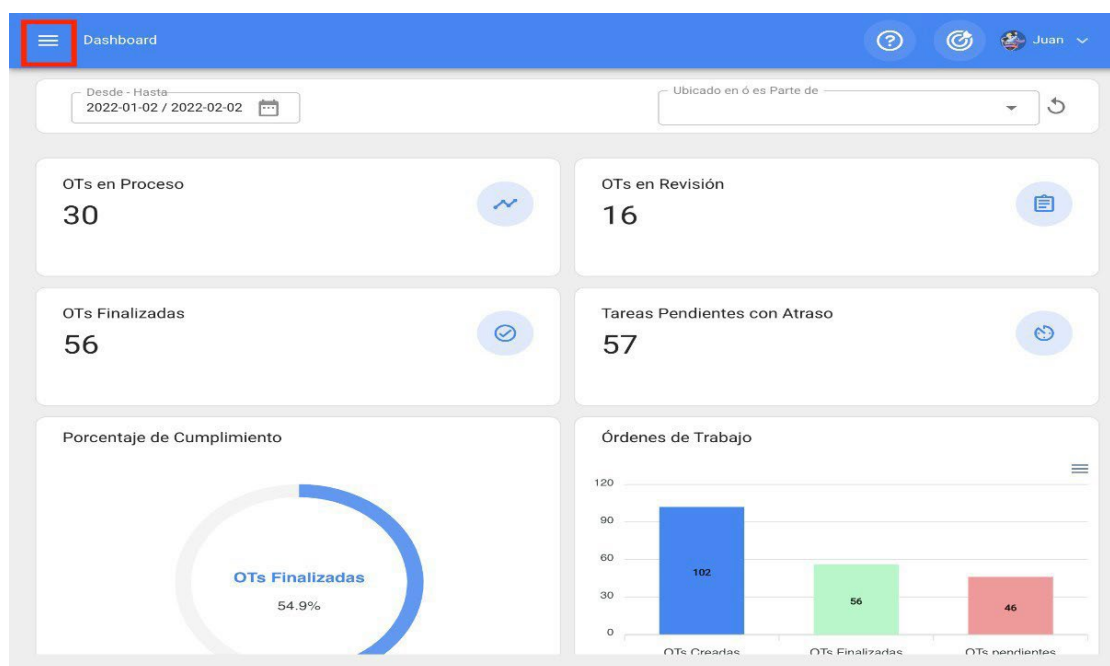 Dashboard
Juan
Desde - Hasta
2022-01-02 / 2022-02-02
Ubicado en ó es Parte de
OTs en Proceso
30
OTs en Revisión
16
OTs Finalizadas
56
Tareas Pendientes con Atraso
57
Porcentaje de Cumplimiento
OTs Finalizadas
54.9%
Órdenes de Trabajo
120
90
60
30
0
102
56
46
OTs Creadas
OTs Finalizadas
OTs pendientes